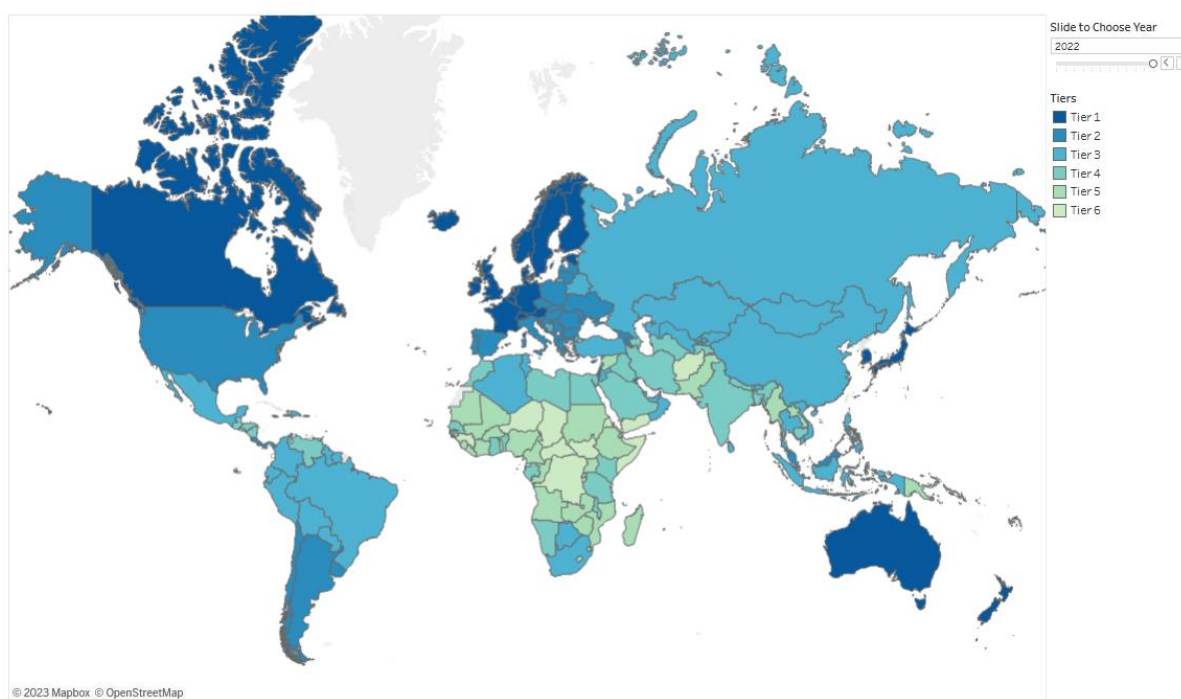 Slide to Choose Year
2022
Tiers
Tier 1
Tier 2
Tier 3
Tier 4
Tier 5
Tier 6
© 2023 Mapbox © OpenStreetMap